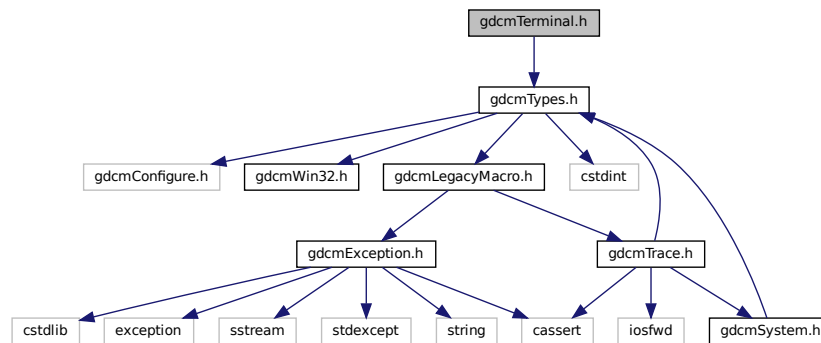 gdcmTerminal.h
gdcmTypes.h
gdcmConfigure.h
gdcmWin32.h
gdcmLegacyMacro.h
cstdint
gdcmException.h
gdcmTrace.h
cstdlib
exception
sstream
stdexcept
string
cassert
iosfwd
gdcmSystem.h